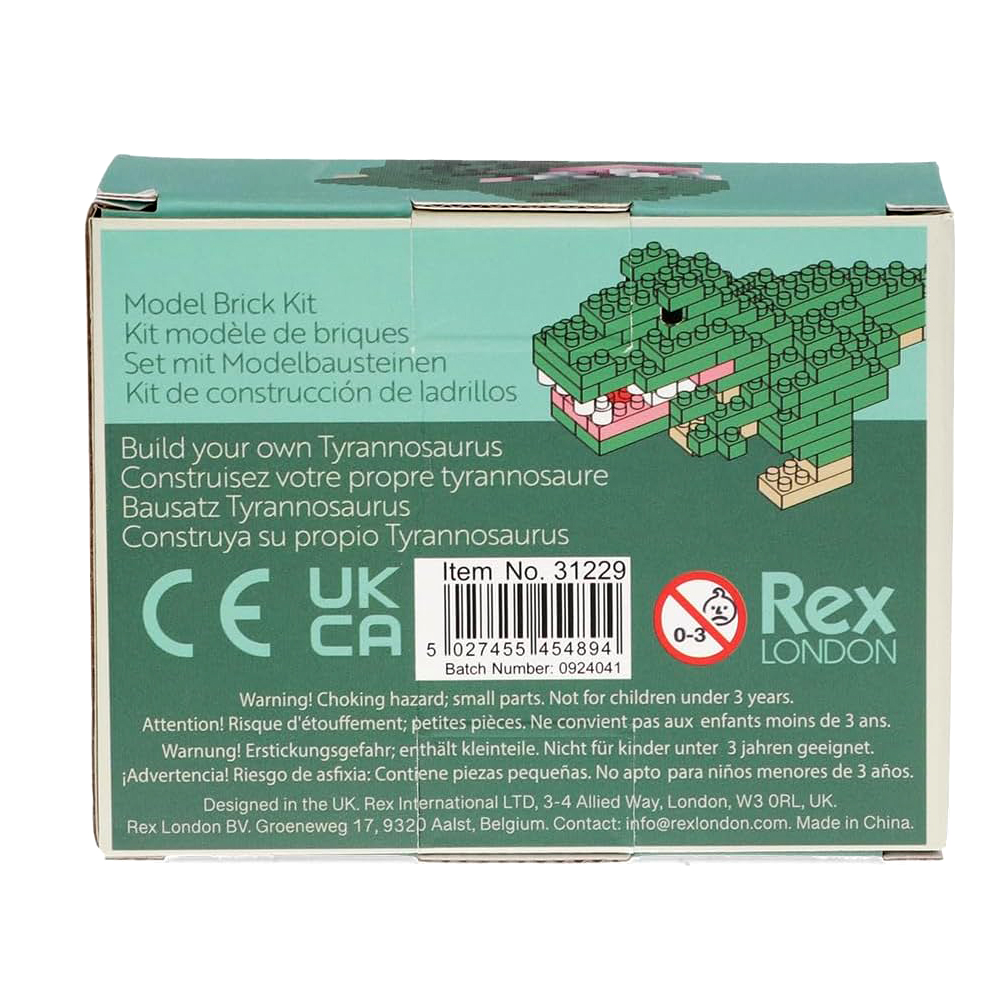 Model Brick Kit
Kit modèle de briques
Set mit Modelbausteinen
Kit de construcción de ladrillos
Build your own Tyrannosaurus
Construisez votre propre tyrannosaure
Bausatz Tyrannosaurus
Construya su propio Tyrannosaurus
CE
UK
CA
Item No. 31229
5 027455 454894
Batch Number: 0924041
0-3
Rex
LONDON
Warning! Choking hazard; small parts. Not for children under 3 years.
Attention! Risque d'étouffement; petites pièces. Ne convient pas aux enfants moins de 3 ans.
Warnung! Erstickungsgefahr; enthält kleinteile. Nicht für kinder unter 3 jahren geeignet.
¡Advertencia! Riesgo de asfixia: Contiene piezas pequeñas. No apto para niños menores de 3 años.
Designed in the UK. Rex International LTD, 3-4 Allied Way, London, W3 0RL, UK.
Rex London BV. Groeneweg 17, 9320 Aalst, Belgium. Contact: info@rexlondon.com. Made in China.